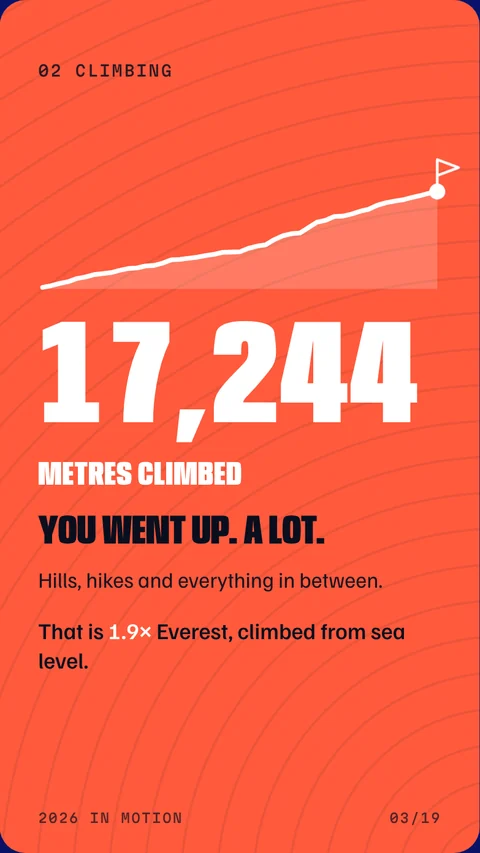 02 CLIMBING
17,244
METRES CLIMBED
YOU WENT UP. A LOT.
Hills, hikes and everything in between.
That is 1.9× Everest, climbed from sea
level.
2026 IN MOTION
03/19